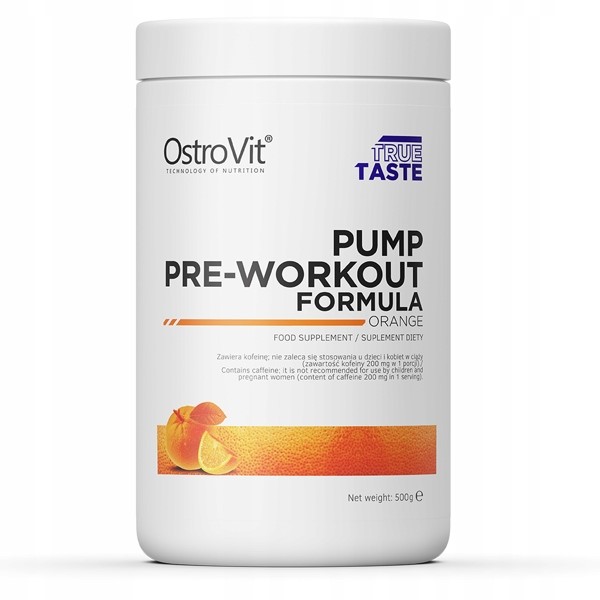 OstroVit®
TECHNOLOGY OF NUTRITION
TRUE
TASTE
PUMP
PRE-WORKOUT
FORMULA
ORANGE
FOOD SUPPLEMENT / SUPLEMENT DIETY
Zawiera kofeinę; nie zaleca się stosowania u dzieci i kobiet w ciąży
(zawartość kofeiny 200 mg w 1 porcji) /
Contains caffeine; it is not recommended for use by children and
pregnant women (content of caffeine 200 mg in 1 serving).
Net weight: 500g ℮